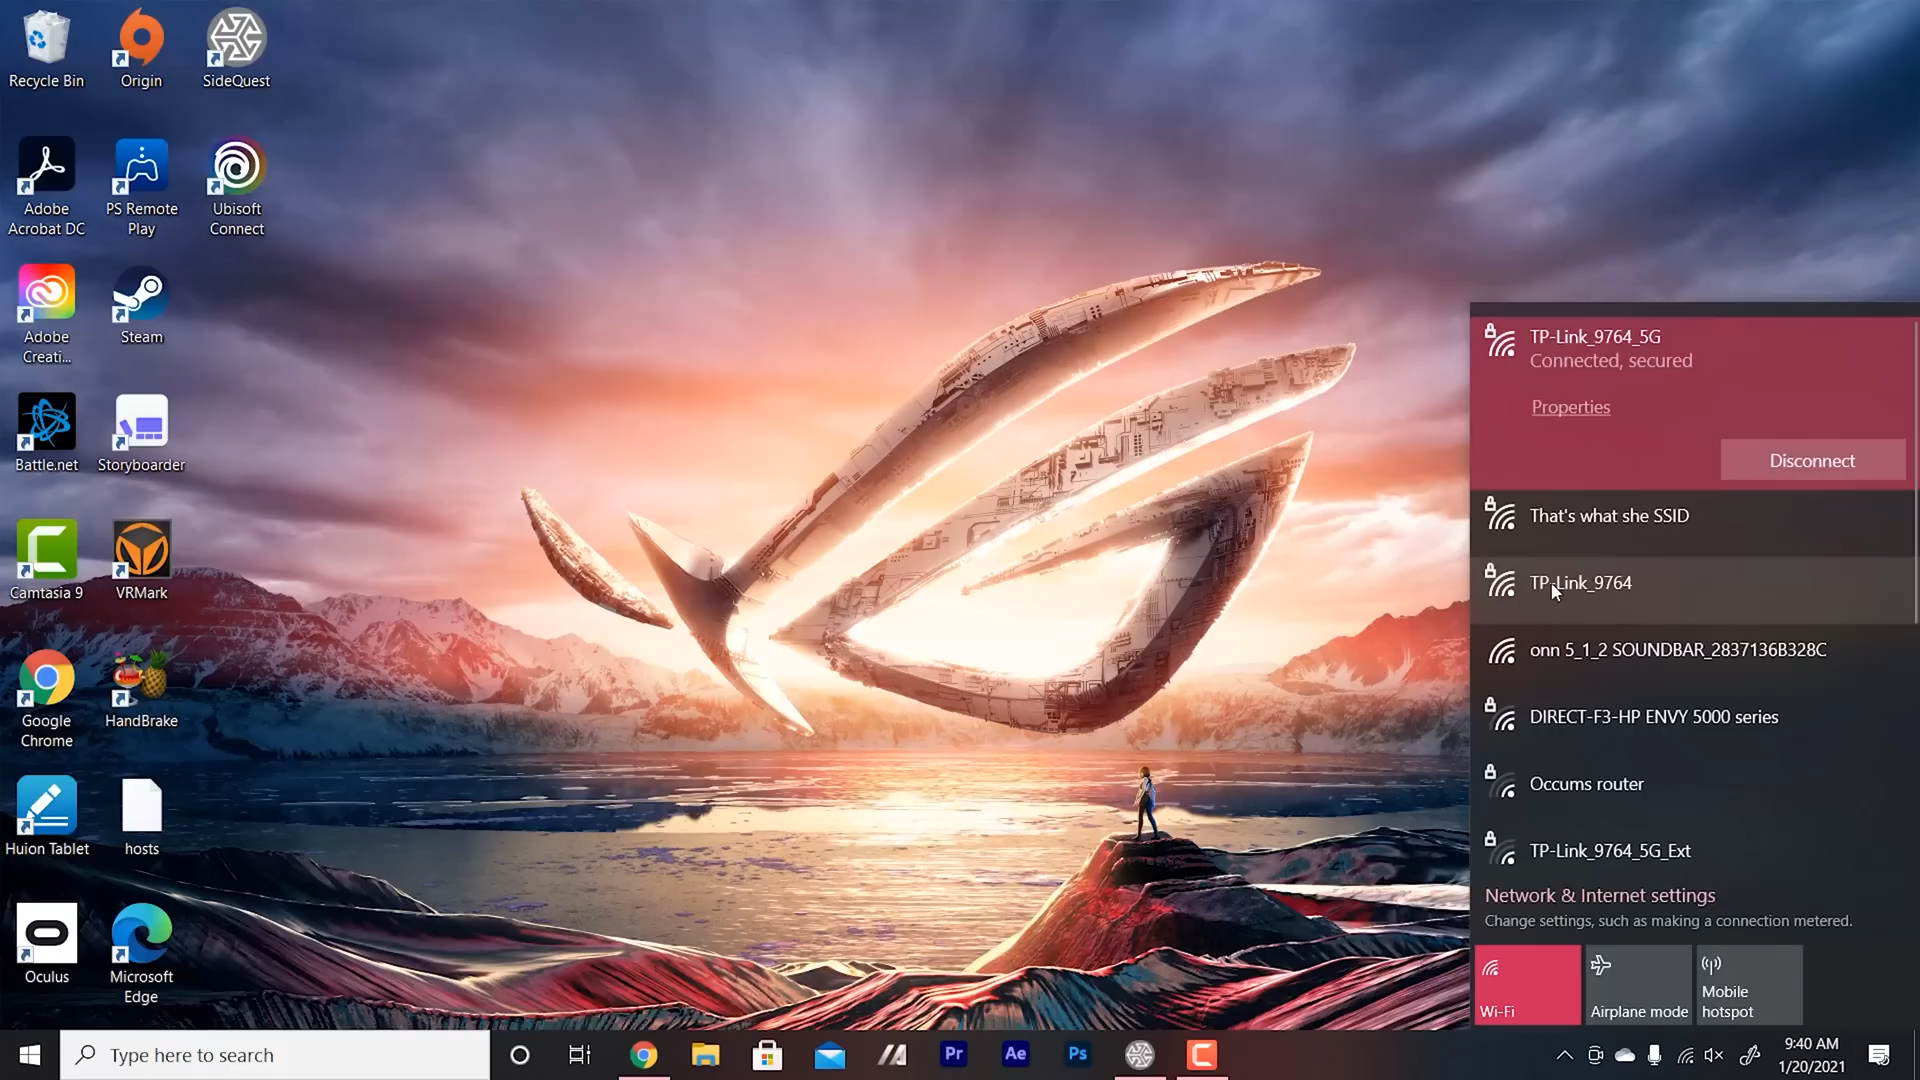 Recycle Bin
Origin
SideQuest
Adobe
Acrobat DC
PS Remote
Play
Ubisoft
Connect
Adobe
Creati...
Steam
Battle.net
Storyboarder
Camtasia 9
VRMark
Google
Chrome
HandBrake
Huion Tablet
hosts
Oculus
Microsoft
Edge
TP-Link_9764_5G
Connected, secured
Properties
Disconnect
That's what she SSID
TP-Link_9764
onn 5_1_2 SOUNDBAR_2837136B328C
DIRECT-F3-HP ENVY 5000 series
Occums router
TP-Link_9764_5G_Ext
Network & Internet settings
Change settings, such as making a connection metered.
Wi-Fi
Airplane mode
Mobile
hotspot
Type here to search
Pr
Ae
Ps
9:40 AM
1/20/2021